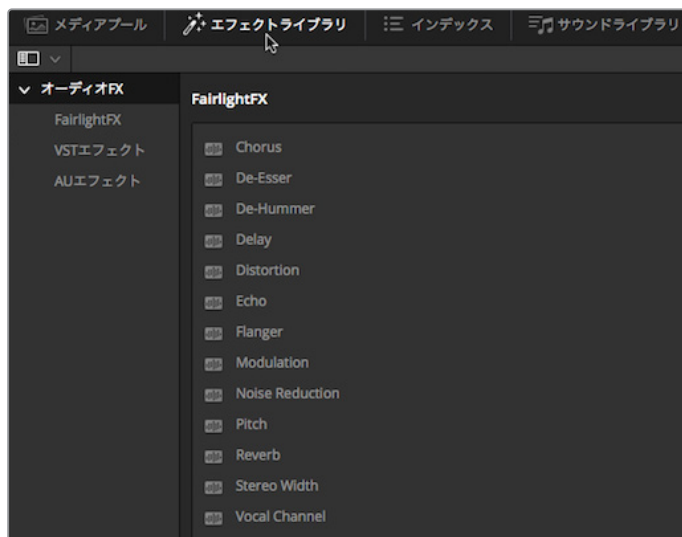 メディアプール エフェクトライブラリ インデックス サウンドライブラリ
オーディオFX
FairlightFX
VSTエフェクト
AUエフェクト
FairlightFX
Chorus
De-Esser
De-Hummer
Delay
Distortion
Echo
Flanger
Modulation
Noise Reduction
Pitch
Reverb
Stereo Width
Vocal Channel